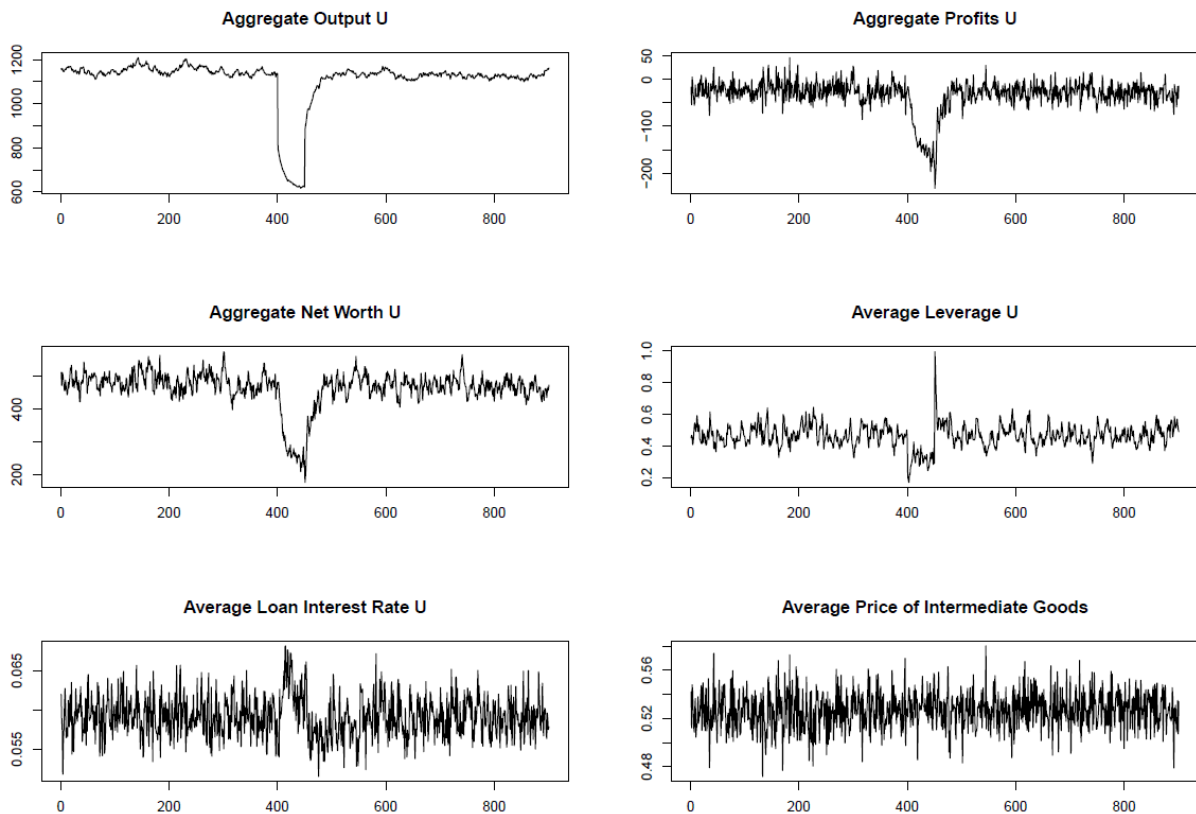 Aggregate Output U
1200
1000
800
600
0 200 400 600 800
Aggregate Profits U
50
0
−100
−200
0 200 400 600 800
Aggregate Net Worth U
400
200
0 200 400 600 800
Average Leverage U
1.0
0.8
0.6
0.4
0.2
0 200 400 600 800
Average Loan Interest Rate U
0.065
0.055
0 200 400 600 800
Average Price of Intermediate Goods
0.56
0.52
0.48
0 200 400 600 800